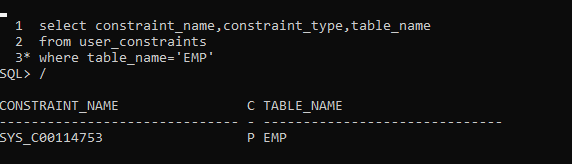 1  select constraint_name,constraint_type,table_name
2  from user_constraints
3* where table_name='EMP'
SQL> /
CONSTRAINT_NAME                C TABLE_NAME
------------------------------ - ------------------------------
SYS_C00114753                  P EMP